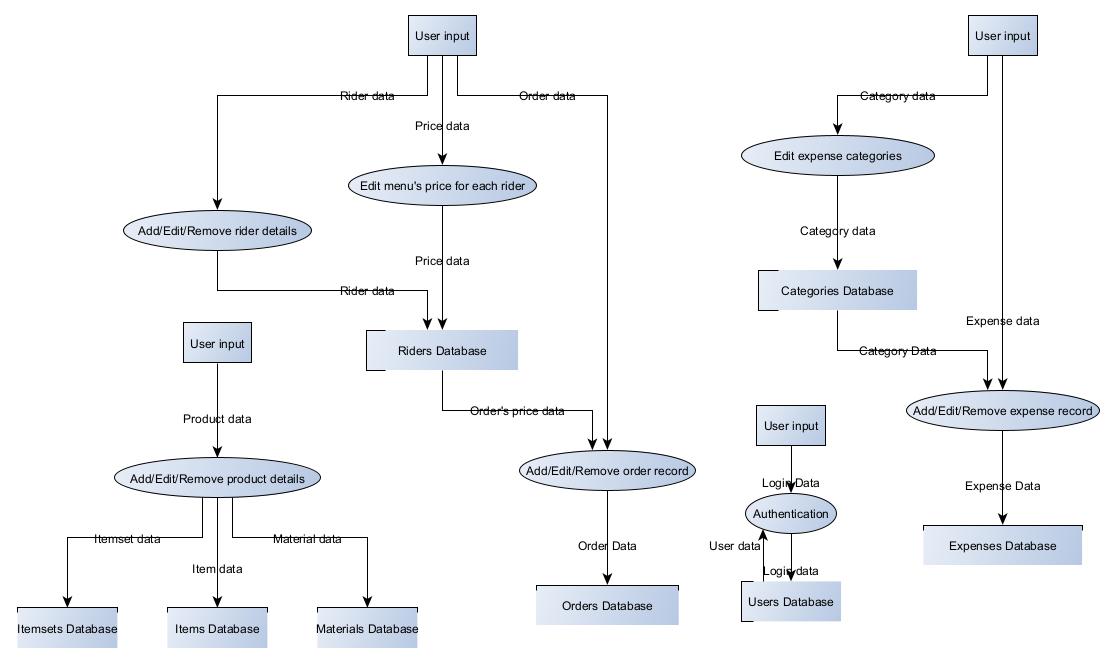 User input
User input
Rider data
Order data
Category data
Price data
Edit expense categories
Edit menu's price for each rider
Add/Edit/Remove rider details
Category data
Price data
Rider data
Categories Database
Expense data
User input
Riders Database
Category Data
Order's price data
Add/Edit/Remove expense record
Product data
User input
Add/Edit/Remove product details
Add/Edit/Remove order record
Login Data
Expense Data
Authentication
Itemset data
Material data
Order Data
User data
Expenses Database
Item data
Login data
Orders Database
Users Database
Itemsets Database
Items Database
Materials Database